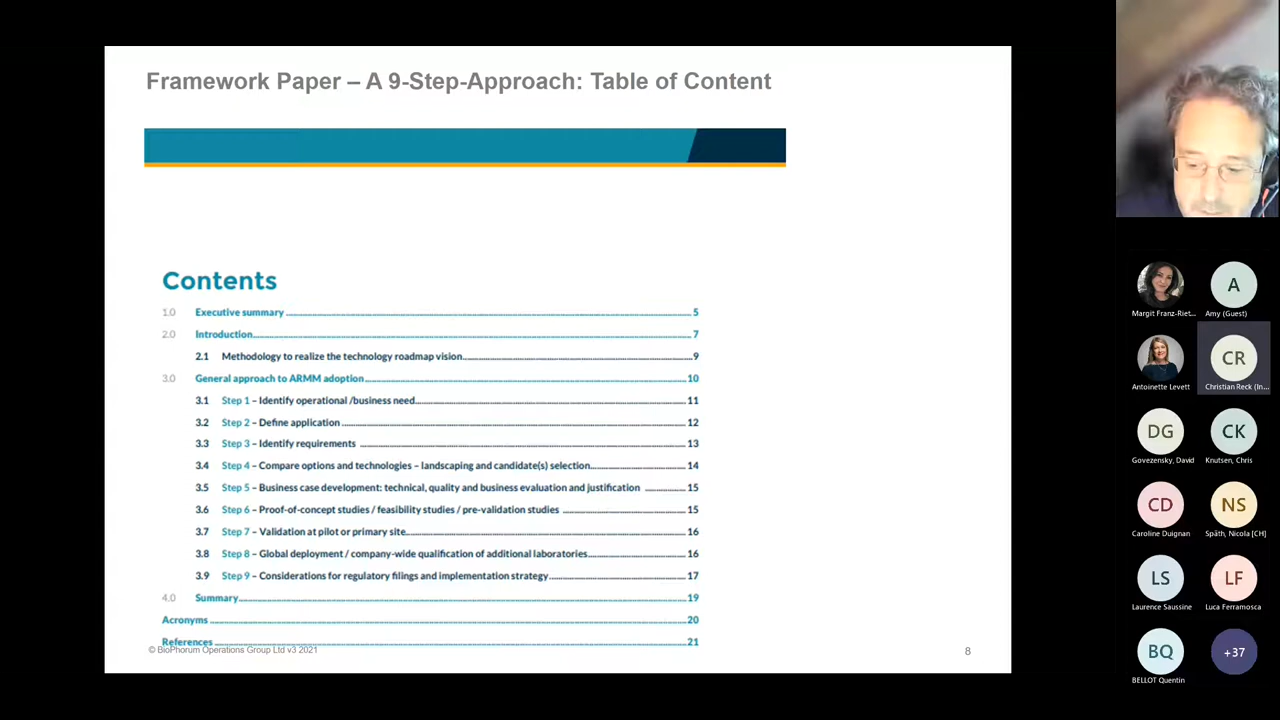 Framework Paper – A 9-Step-Approach: Table of Content
Contents
1.0 Executive summary 5
2.0 Introduction 7
2.1 Methodology to realize the technology roadmap vision 9
3.0 General approach to ARMM adoption 10
3.1 Step 1 – Identify operational /business need 11
3.2 Step 2 – Define application 12
3.3 Step 3 – Identify requirements 13
3.4 Step 4 – Compare options and technologies – landscaping and candidate(s) selection 14
3.5 Step 5 – Business case development: technical, quality and business evaluation and justification 15
3.6 Step 6 – Proof-of-concept studies / feasibility studies / pre-validation studies 15
3.7 Step 7 – Validation at pilot or primary site 16
3.8 Step 8 – Global deployment / company-wide qualification of additional laboratories 16
3.9 Step 9 – Considerations for regulatory filings and implementation strategy 17
4.0 Summary 19
Acronyms 20
References 21
© BioPhorum Operations Group Ltd v3 2021
8
A
Margit Franz-Riet...
Amy (Guest)
CR
Antoinette Levett
Christian Reck (In...
DG
CK
Govezensky, David
Knutsen, Chris
CD
NS
Caroline Duignan
Späth, Nicola [CH]
LS
LF
Laurence Saussine
Luca Ferramosca
BQ
+37
BELLOT Quentin